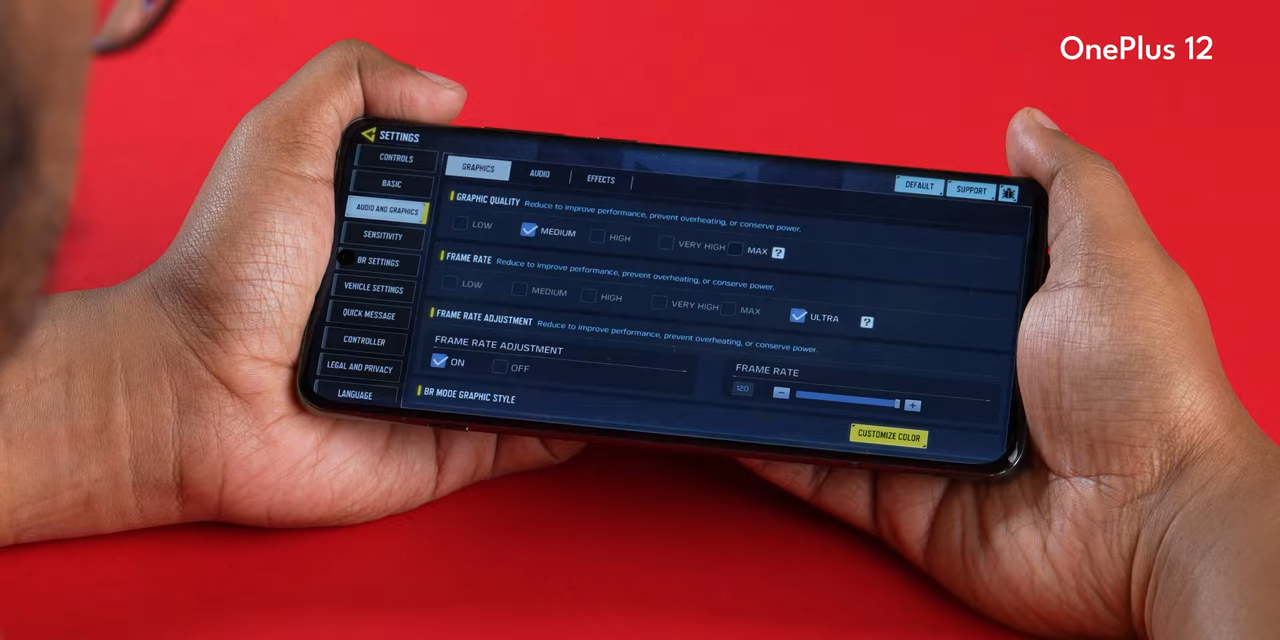 OnePlus 12
SETTINGS
CONTROLS
BASIC
AUDIO AND GRAPHICS
SENSITIVITY
BR SETTINGS
VEHICLE SETTINGS
QUICK MESSAGE
CONTROLLER
LEGAL AND PRIVACY
LANGUAGE
GRAPHICS AUDIO EFFECTS
DEFAULT SUPPORT
GRAPHIC QUALITY Reduce to improve performance, prevent overheating, or conserve power.
LOW MEDIUM HIGH VERY HIGH MAX ?
FRAME RATE Reduce to improve performance, prevent overheating, or conserve power.
LOW MEDIUM HIGH VERY HIGH MAX ULTRA ?
FRAME RATE ADJUSTMENT Reduce to improve performance, prevent overheating, or conserve power.
FRAME RATE ADJUSTMENT
ON OFF
FRAME RATE
120 - +
BR MODE GRAPHIC STYLE
CUSTOMIZE COLOR